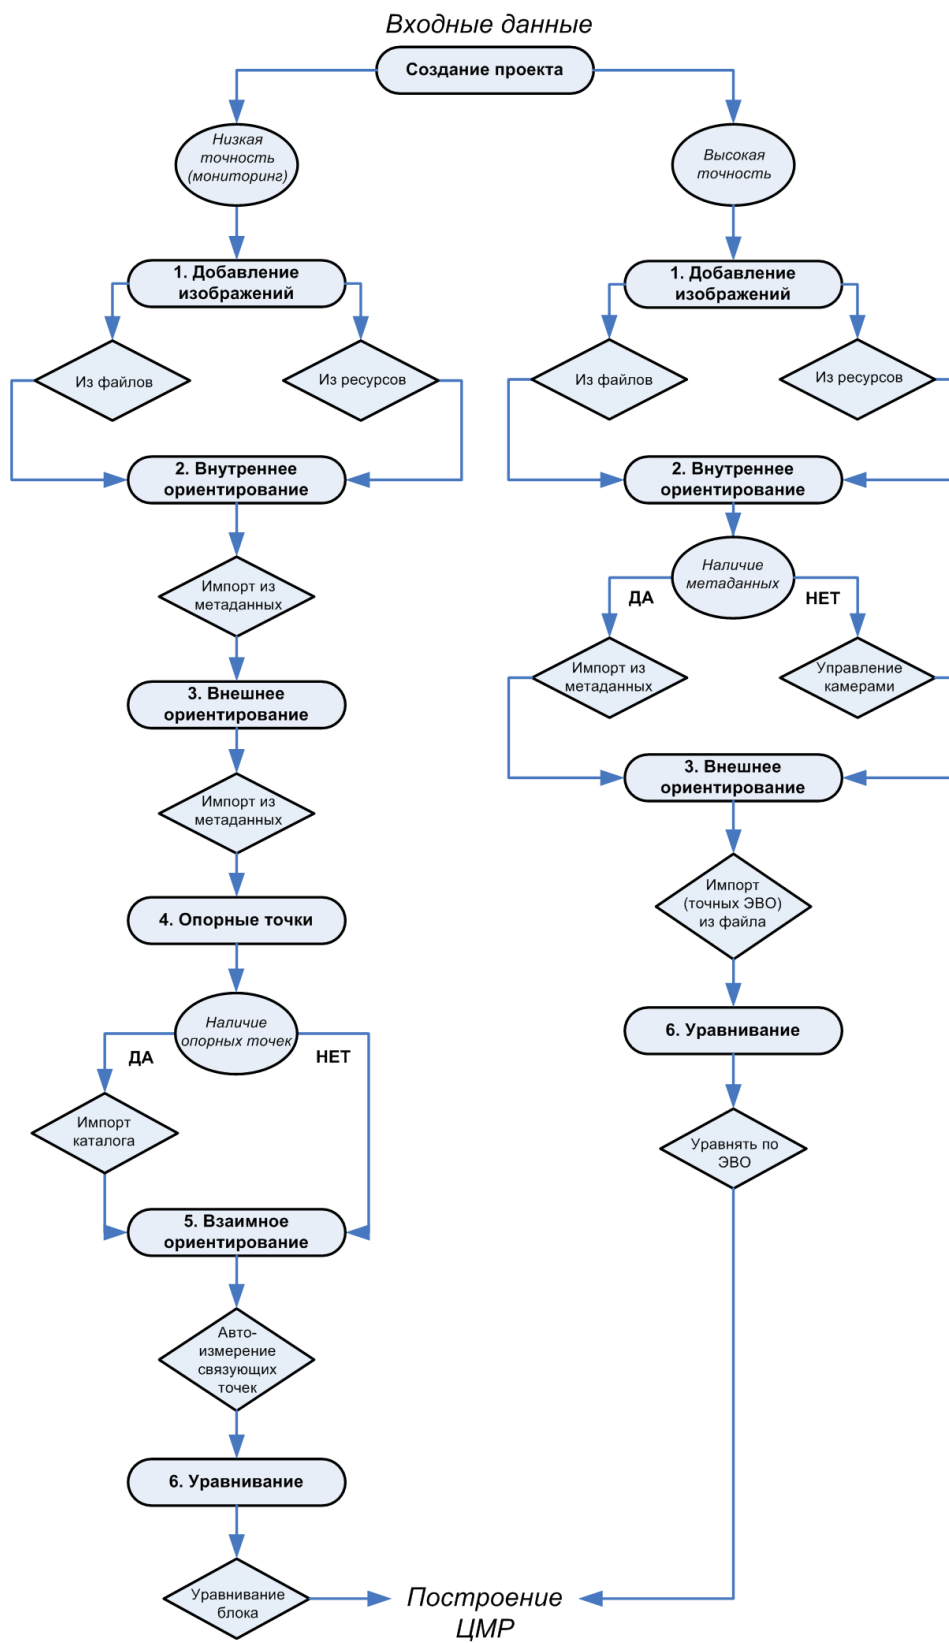 Входные данные
Создание проекта
Низкая
точность
(мониторинг)
1. Добавление
изображений
Из файлов
Из ресурсов
2. Внутреннее
ориентирование
Импорт из
метаданных
3. Внешнее
ориентирование
Импорт из
метаданных
4. Опорные точки
Наличие
опорных точек
ДА
НЕТ
Импорт
каталога
5. Взаимное
ориентирование
Авто-
измерение
связующих
точек
6. Уравнивание
Уравнивание
блока
Высокая
точность
1. Добавление
изображений
Из файлов
Из ресурсов
2. Внутреннее
ориентирование
Наличие
метаданных
ДА
НЕТ
Импорт из
метаданных
Управление
камерами
3. Внешнее
ориентирование
Импорт
(точных ЭВО)
из файла
6. Уравнивание
Уравнять по
ЭВО
Построение
ЦМР